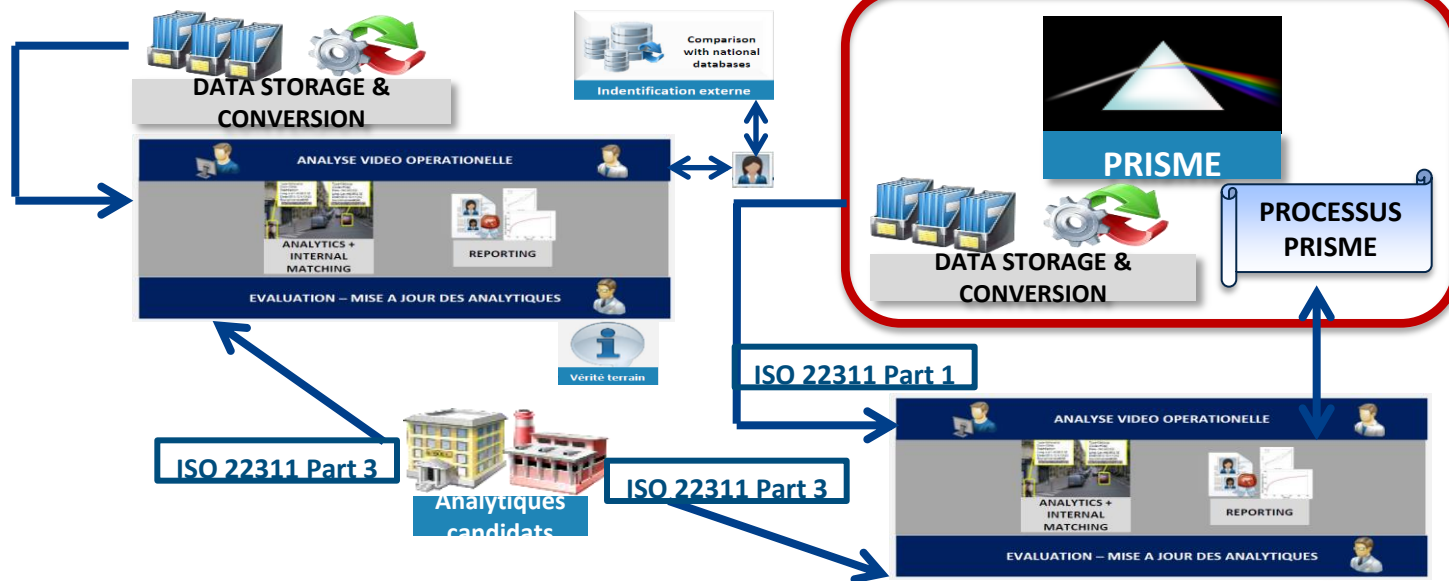 DATA STORAGE &
CONVERSION
Comparison
with national
databases
Indentification externe
ANALYSE VIDEO OPERATIONELLE
ANALYTICS +
INTERNAL
MATCHING
REPORTING
EVALUATION – MISE A JOUR DES ANALYTIQUES
Vérité terrain
PRISME
DATA STORAGE &
CONVERSION
PROCESSUS
PRISME
ISO 22311 Part 1
ISO 22311 Part 3
Analytiques
candidats
ISO 22311 Part 3
ANALYSE VIDEO OPERATIONELLE
ANALYTICS +
INTERNAL
MATCHING
REPORTING
EVALUATION – MISE A JOUR DES ANALYTIQUES